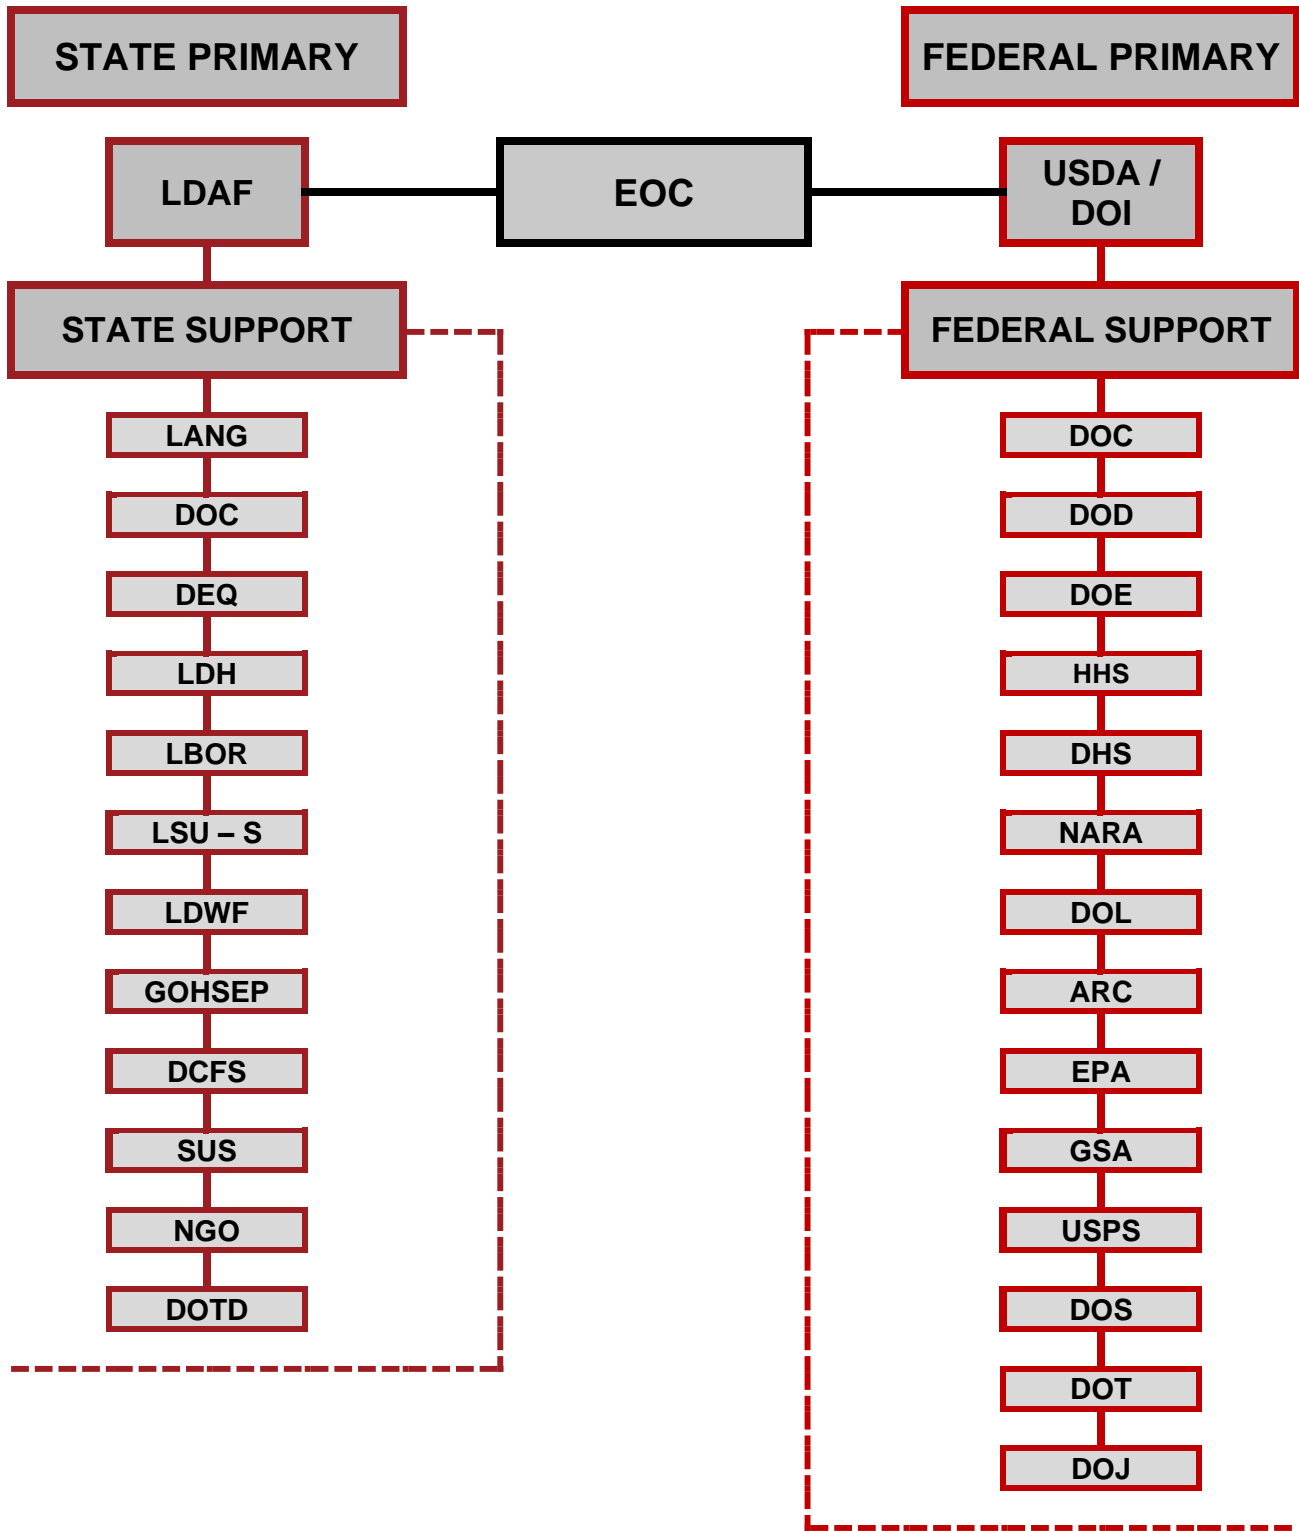 STATE PRIMARY
FEDERAL PRIMARY
LDAF
EOC
USDA /
DOI
STATE SUPPORT
FEDERAL SUPPORT
LANG
DOC
DEQ
LDH
LBOR
LSU – S
LDWF
GOHSEP
DCFS
SUS
NGO
DOTD
DOC
DOD
DOE
HHS
DHS
NARA
DOL
ARC
EPA
GSA
USPS
DOS
DOT
DOJ